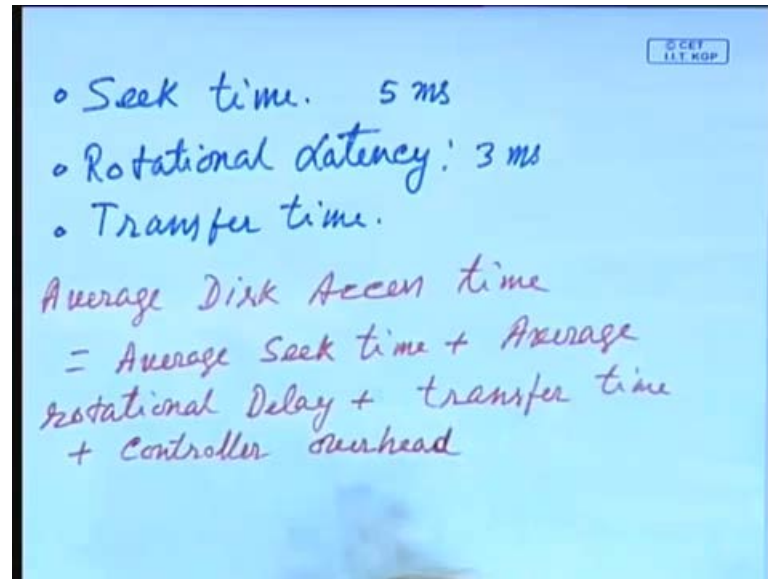 © CET
I.I.T. KGP
• Seek time. 5 ms
• Rotational Latency: 3 ms
• Transfer time.
Average Disk Access time
= Average Seek time + Average
rotational Delay + transfer time
+ Controller overhead